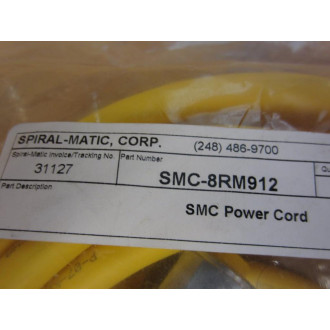 SPIRAL-MATIC, CORP. (248) 486-9700
Spiral-Matic Invoice/Tracking No. Part Number
31127 SMC-8RM912
Part Description
SMC Power Cord